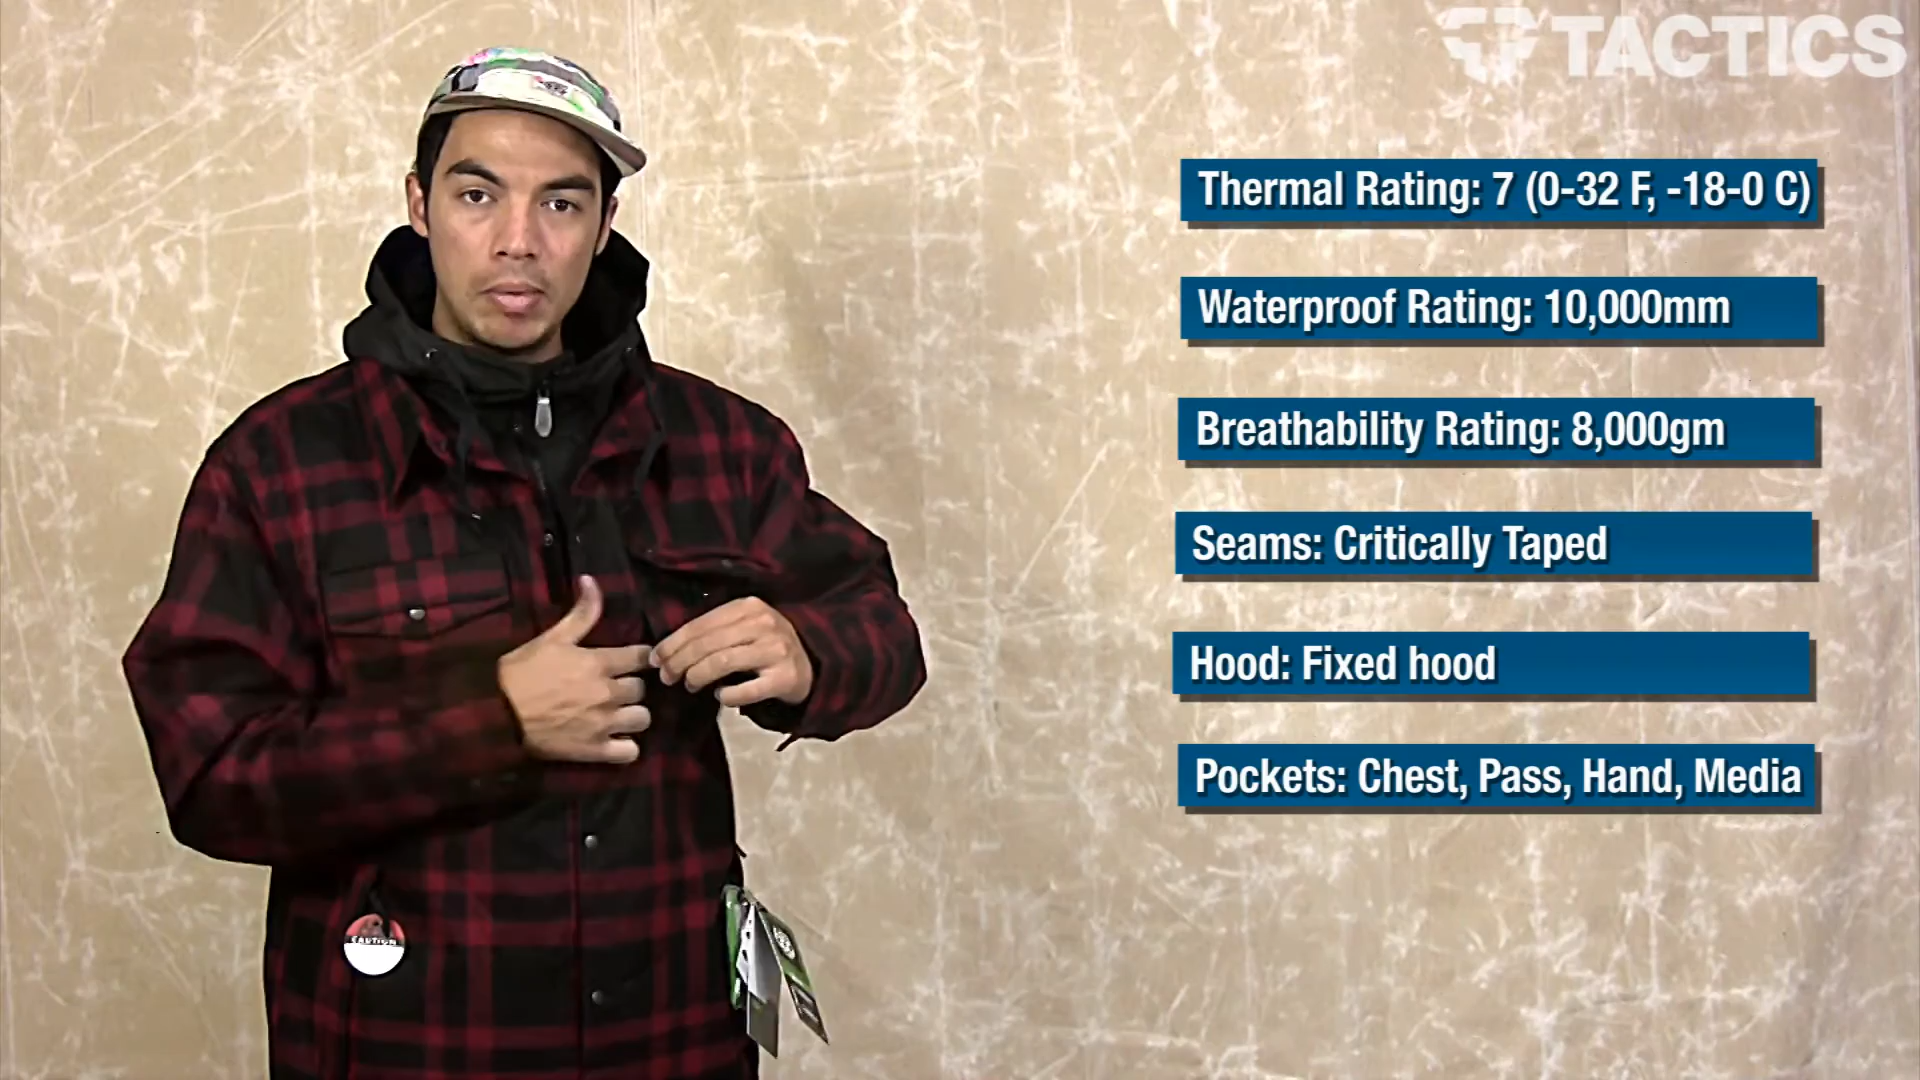 TACTICS
Thermal Rating: 7 (0-32 F, -18-0 C)
Waterproof Rating: 10,000mm
Breathability Rating: 8,000gm
Seams: Critically Taped
Hood: Fixed hood
Pockets: Chest, Pass, Hand, Media
CAUTION